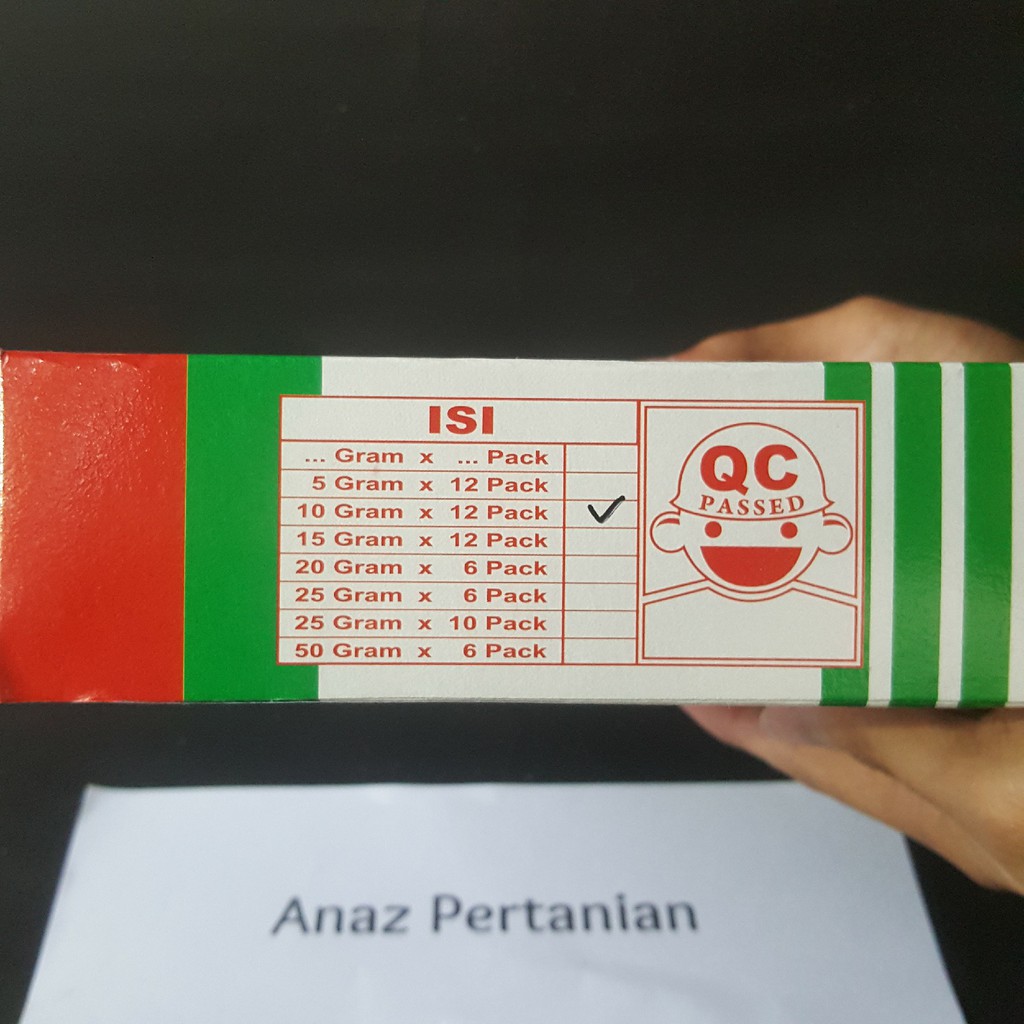 ISI
... Gram x ... Pack
5 Gram x 12 Pack
10 Gram x 12 Pack ✓
15 Gram x 12 Pack
20 Gram x 6 Pack
25 Gram x 6 Pack
25 Gram x 10 Pack
50 Gram x 6 Pack
QC
PASSED
Anaz Pertanian